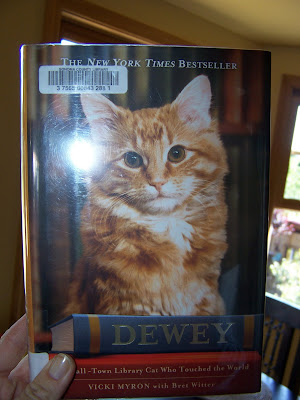 THE NEW YORK TIMES BESTSELLER
DEWEY
all-Town Library Cat Who Touched the World
VICKI MYRON with Bret Witter